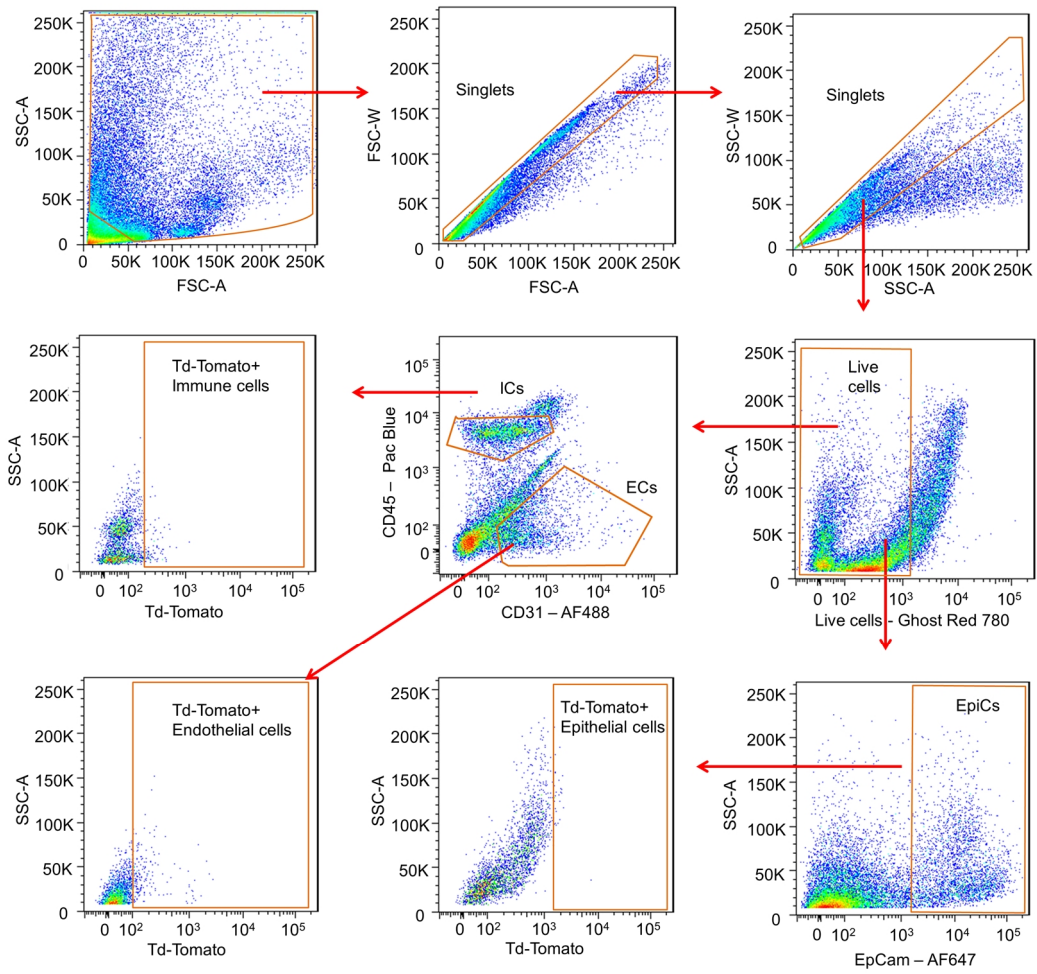 250K
200K
150K
100K
50K
0
SSC-A
0 50K 100K 150K 200K 250K
FSC-A
Singlets
250K
200K
150K
100K
50K
0
FSC-W
0 50K 100K 150K 200K 250K
FSC-A
Singlets
250K
200K
150K
100K
50K
0
SSC-W
0 50K 100K 150K 200K 250K
SSC-A
Td-Tomato+
Immune cells
250K
200K
150K
100K
50K
0
SSC-A
0 10² 10³ 10⁴ 10⁵
Td-Tomato
ICs
ECs
10⁵
10⁴
10³
10²
0
CD45 – Pac Blue
0 10² 10³ 10⁴ 10⁵
CD31 – AF488
Live
cells
250K
200K
150K
100K
50K
0
SSC-A
0 10² 10³ 10⁴ 10⁵
Live cells - Ghost Red 780
Td-Tomato+
Endothelial cells
250K
200K
150K
100K
50K
0
SSC-A
0 10² 10³ 10⁴ 10⁵
Td-Tomato
Td-Tomato+
Epithelial cells
250K
200K
150K
100K
50K
0
SSC-A
0 10² 10³ 10⁴ 10⁵
Td-Tomato
EpiCs
250K
200K
150K
100K
50K
0
SSC-A
0 10² 10³ 10⁴ 10⁵
EpCam – AF647